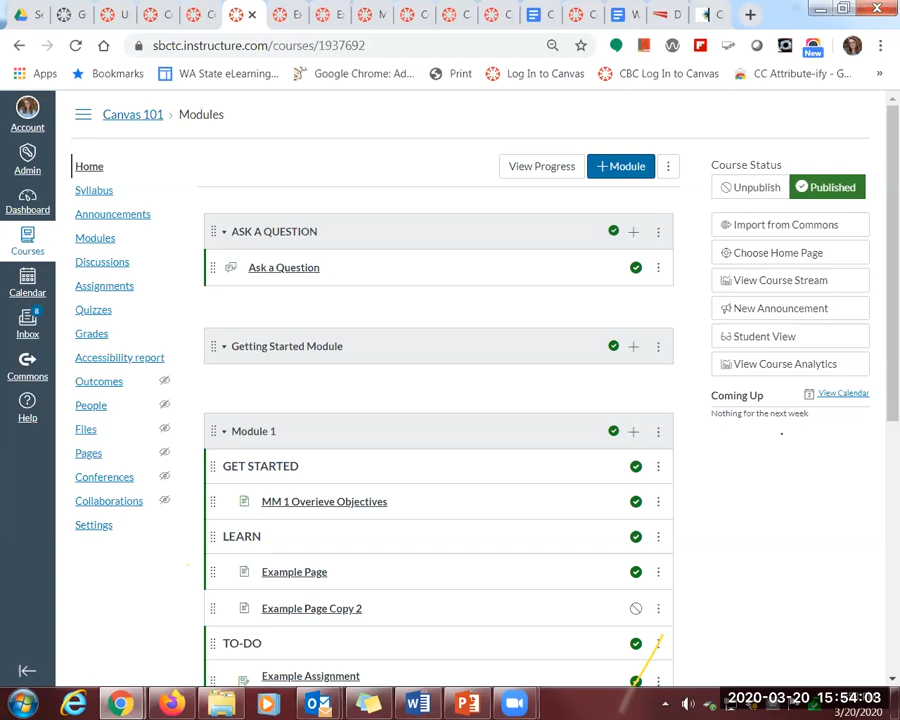 S
G
U
C
C
E
E
M
C
C
C
C
C
W
D
C
sbctc.instructure.com/courses/1937692
New
Apps
Bookmarks
WA State eLearning...
Google Chrome: Ad...
Print
Log In to Canvas
CBC Log In to Canvas
CC Attribute-ify - G...
»
Account
Admin
Dashboard
Courses
Calendar
8
Inbox
Commons
Help
Canvas 101 › Modules
Home
Syllabus
Announcements
Modules
Discussions
Assignments
Quizzes
Grades
Accessibility report
Outcomes
People
Files
Pages
Conferences
Collaborations
Settings
View Progress
+ Module
ASK A QUESTION
Ask a Question
Getting Started Module
Module 1
GET STARTED
MM 1 Overieve Objectives
LEARN
Example Page
Example Page Copy 2
TO-DO
Example Assignment
Course Status
Unpublish
Published
Import from Commons
Choose Home Page
View Course Stream
New Announcement
Student View
View Course Analytics
Coming Up
View Calendar
Nothing for the next week
2020-03-20 15:54:03
3/20/2020